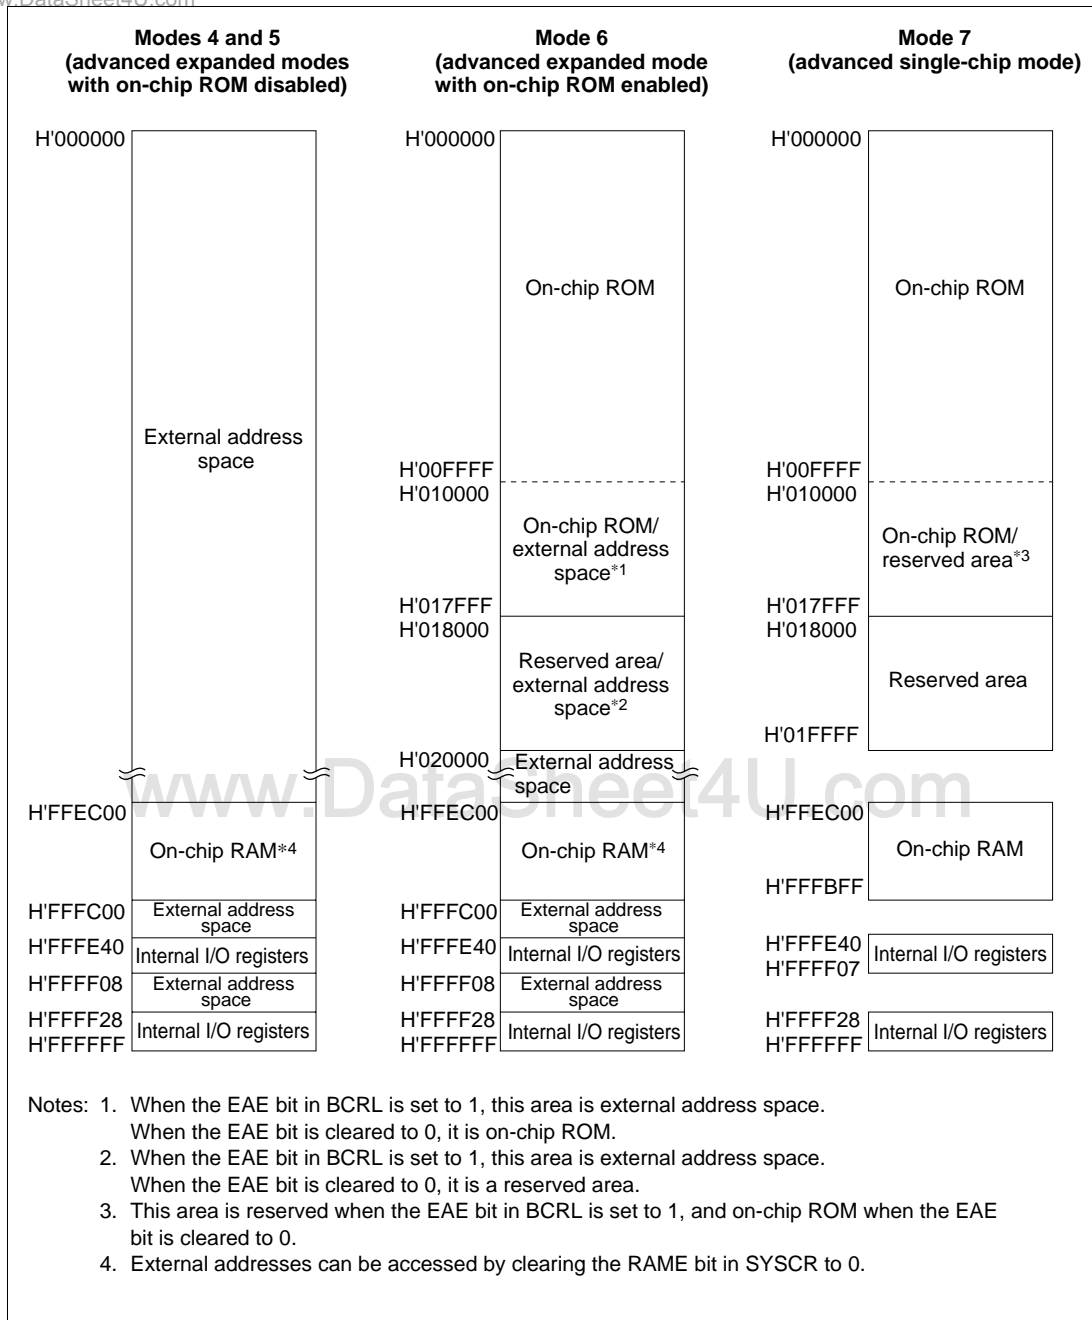 w.DataSheet4U.com
Modes 4 and 5
(advanced expanded modes
with on-chip ROM disabled)
H'000000
External address
space
H'FFEC00
On-chip RAM*4
H'FFFC00
External address
space
H'FFFE40
Internal I/O registers
H'FFFF08
External address
space
H'FFFF28
Internal I/O registers
H'FFFFFF
Mode 6
(advanced expanded mode
with on-chip ROM enabled)
H'000000
On-chip ROM
H'00FFFF
H'010000
On-chip ROM/
external address
space*1
H'017FFF
H'018000
Reserved area/
external address
space*2
H'020000
External address
space
H'FFEC00
On-chip RAM*4
H'FFFC00
External address
space
H'FFFE40
Internal I/O registers
H'FFFF08
External address
space
H'FFFF28
Internal I/O registers
H'FFFFFF
Mode 7
(advanced single-chip mode)
H'000000
On-chip ROM
H'00FFFF
H'010000
On-chip ROM/
reserved area*3
H'017FFF
H'018000
Reserved area
H'01FFFF
H'FFEC00
On-chip RAM
H'FFFBFF
H'FFFE40
Internal I/O registers
H'FFFF07
H'FFFF28
Internal I/O registers
H'FFFFFF
www.DataSheet4U.com
Notes: 1. When the EAE bit in BCRL is set to 1, this area is external address space.
When the EAE bit is cleared to 0, it is on-chip ROM.
2. When the EAE bit in BCRL is set to 1, this area is external address space.
When the EAE bit is cleared to 0, it is a reserved area.
3. This area is reserved when the EAE bit in BCRL is set to 1, and on-chip ROM when the EAE
bit is cleared to 0.
4. External addresses can be accessed by clearing the RAME bit in SYSCR to 0.